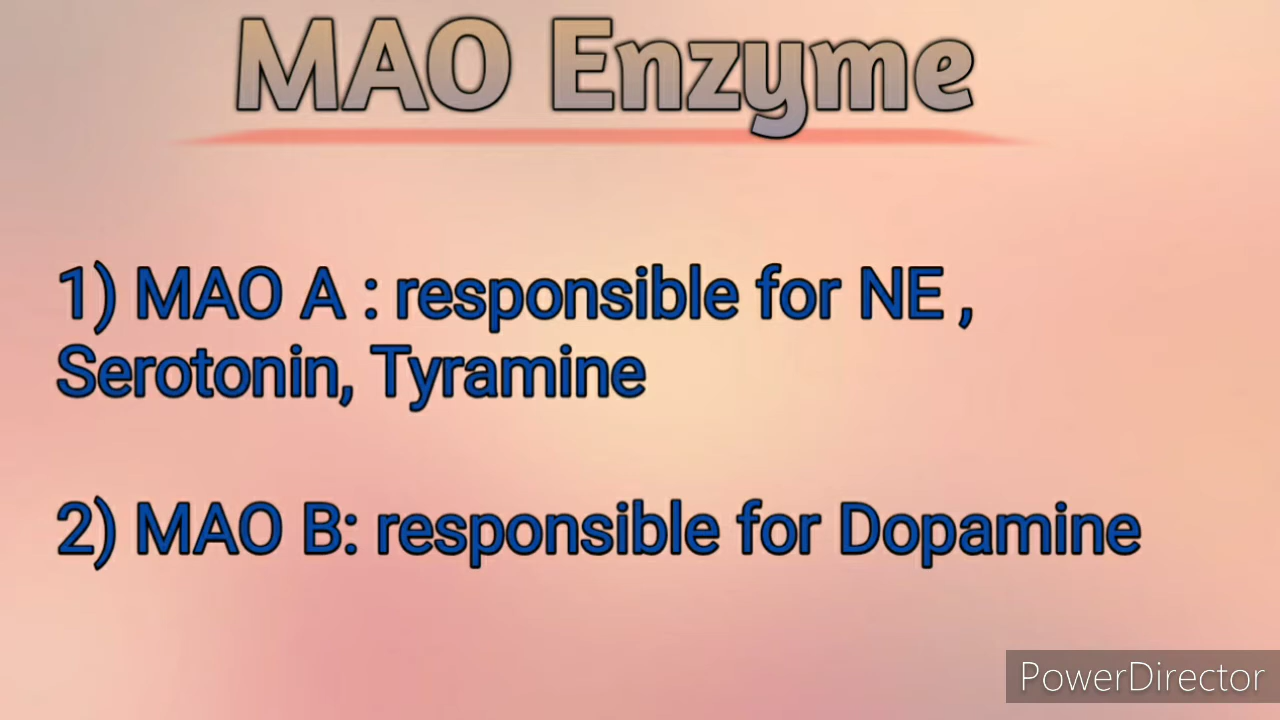 MAO Enzyme
1) MAO A : responsible for NE ,
Serotonin, Tyramine
2) MAO B: responsible for Dopamine
PowerDirector